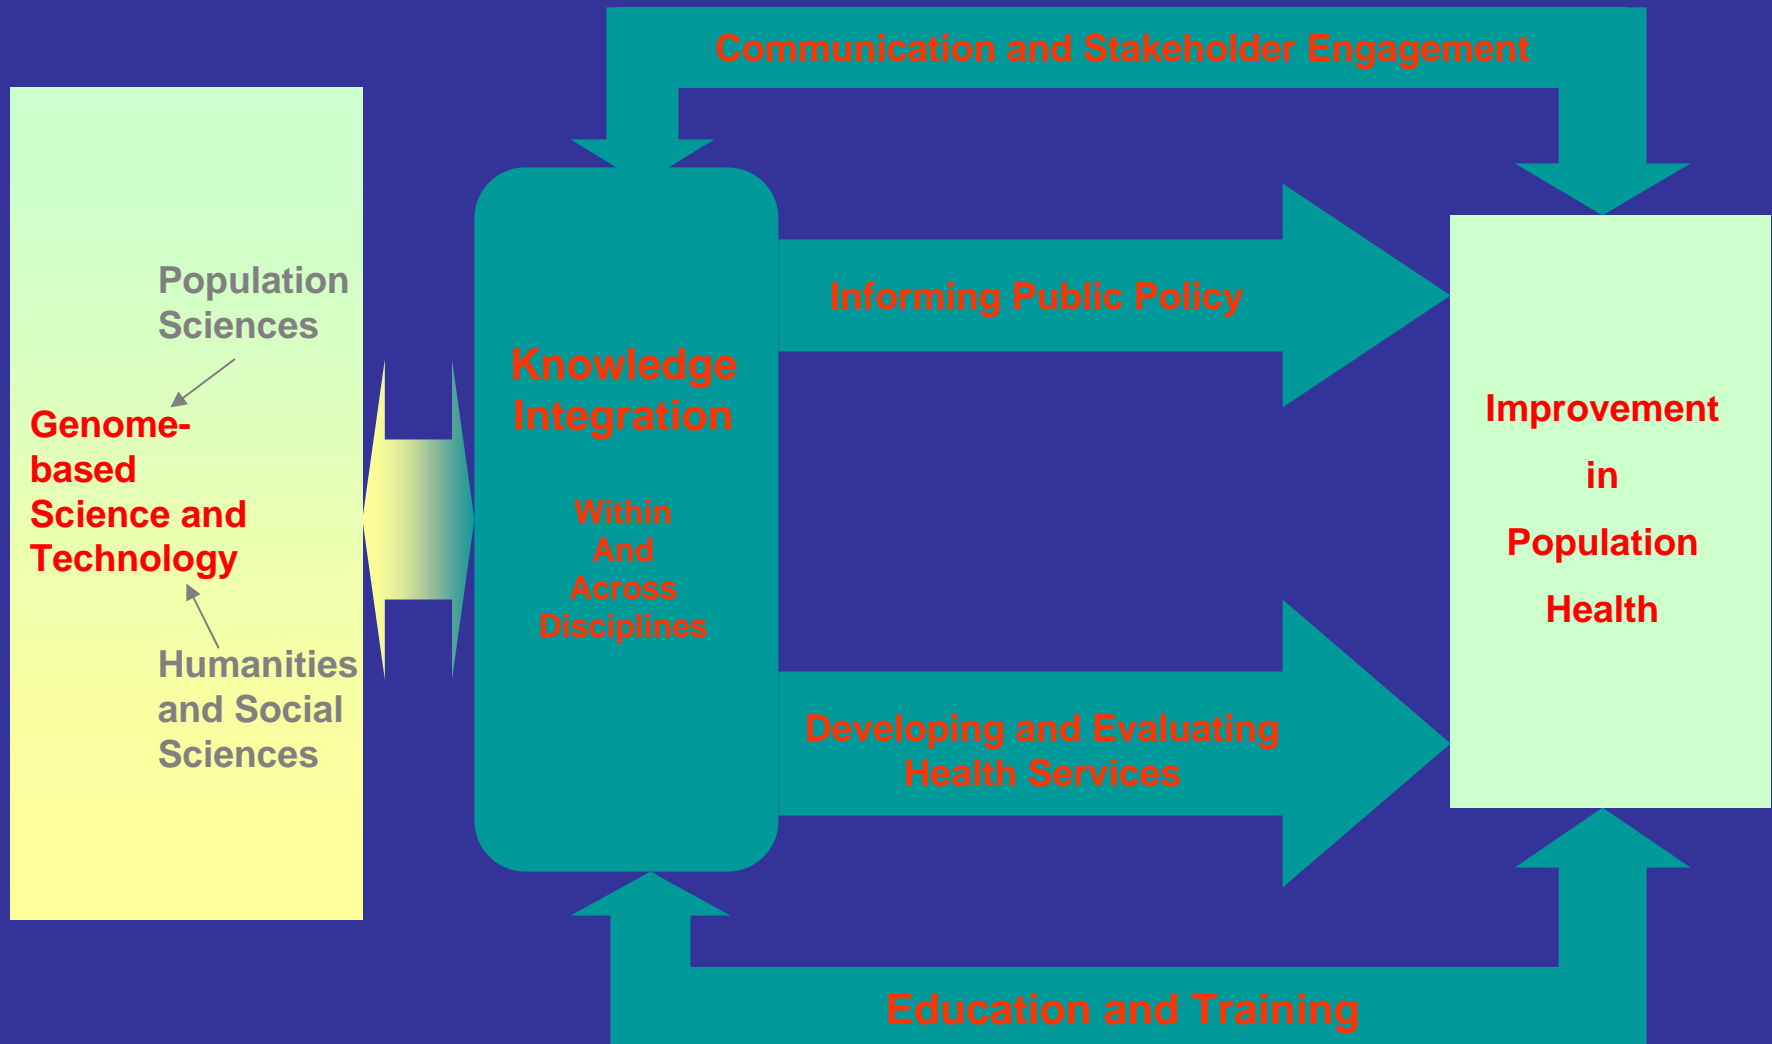 Communication and Stakeholder Engagement
Population
Sciences
Genome-
based
Science and
Technology
Humanities
and Social
Sciences
Knowledge
Integration
Within
And
Across
Disciplines
Informing Public Policy
Developing and Evaluating
Health Services
Improvement
in
Population
Health
Education and Training